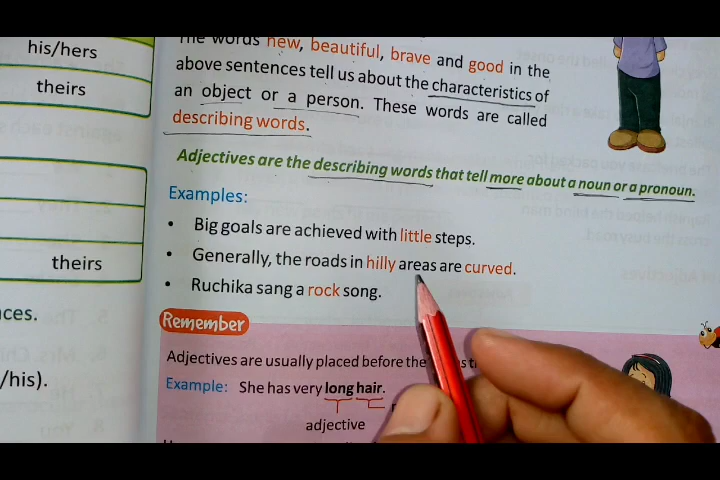 his/hers
theirs
theirs
ces.
/his).
The words new, beautiful, brave and good in the
above sentences tell us about the characteristics of
an object or a person. These words are called
describing words.
Adjectives are the describing words that tell more about a noun or a pronoun.
Examples:
• Big goals are achieved with little steps.
• Generally, the roads in hilly areas are curved.
• Ruchika sang a rock song.
Remember
Adjectives are usually placed before the
Example: She has very long hair.
adjective